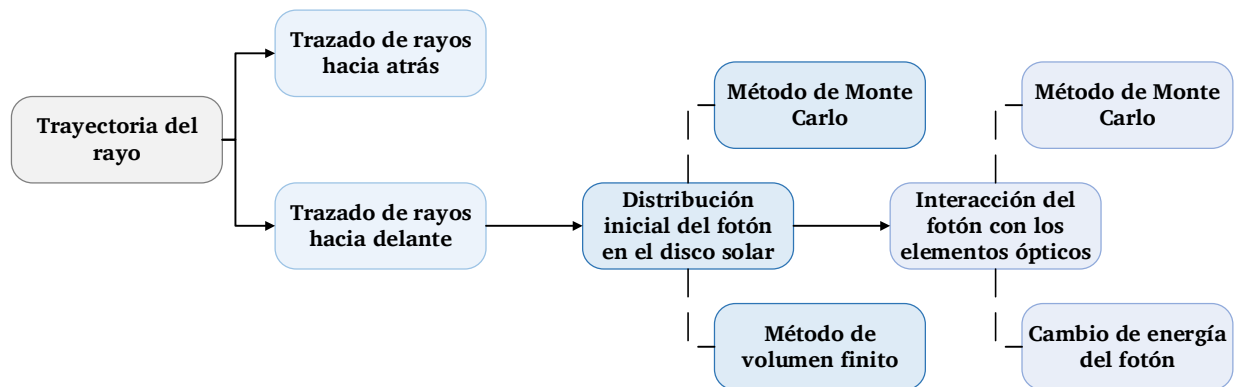 Trazado de rayos
hacia atrás
Trayectoria del
rayo
Trazado de rayos
hacia delante
Método de Monte
Carlo
Distribución
inicial del fotón
en el disco solar
Método de
volumen finito
Método de Monte
Carlo
Interacción del
fotón con los
elementos ópticos
Cambio de energía
del fotón